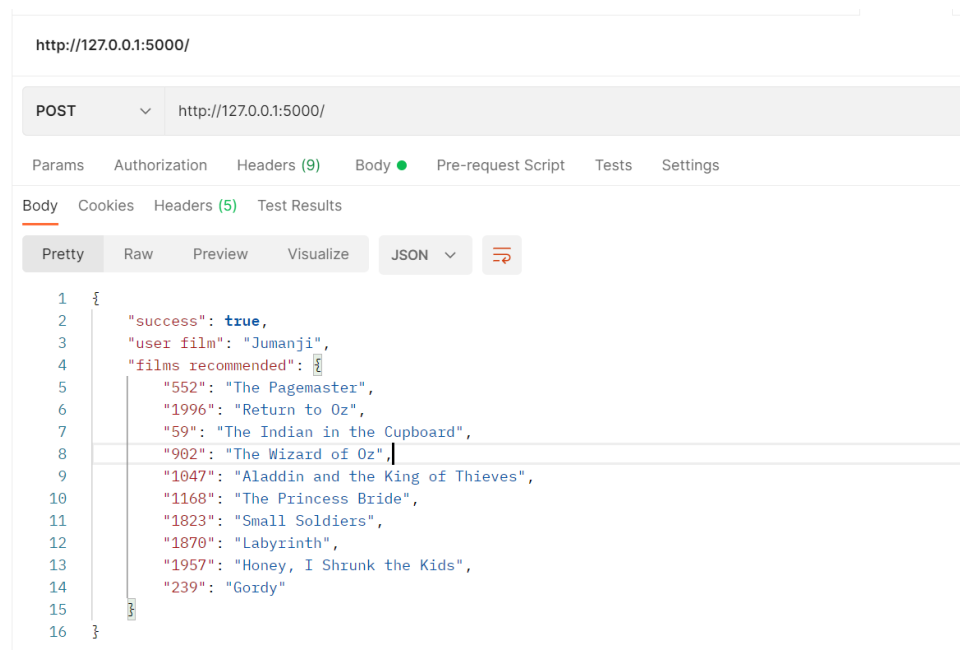 http://127.0.0.1:5000/
POST http://127.0.0.1:5000/
Params Authorization Headers (9) Body Pre-request Script Tests Settings
Body Cookies Headers (5) Test Results
Pretty Raw Preview Visualize JSON
1 {
2 "success": true,
3 "user film": "Jumanji",
4 "films recommended": {
5 "552": "The Pagemaster",
6 "1996": "Return to Oz",
7 "59": "The Indian in the Cupboard",
8 "902": "The Wizard of Oz",
9 "1047": "Aladdin and the King of Thieves",
10 "1168": "The Princess Bride",
11 "1823": "Small Soldiers",
12 "1870": "Labyrinth",
13 "1957": "Honey, I Shrunk the Kids",
14 "239": "Gordy"
15 }
16 }